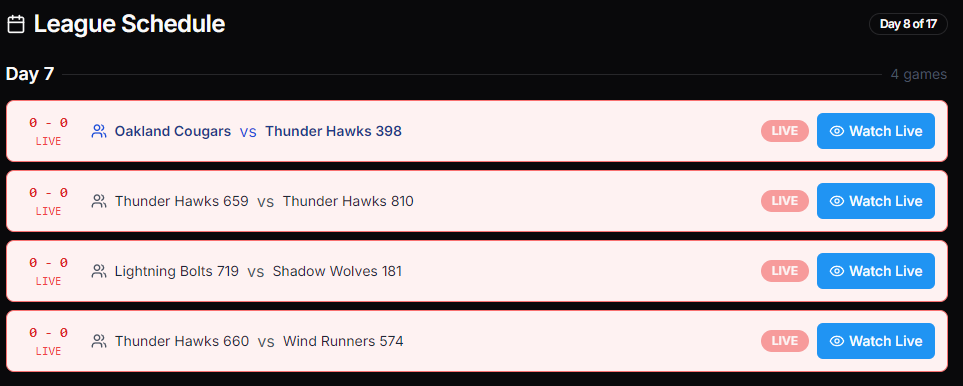 League Schedule
Day 8 of 17
Day 7
4 games
0 - 0
LIVE
Oakland Cougars vs Thunder Hawks 398
LIVE
Watch Live
0 - 0
LIVE
Thunder Hawks 659 vs Thunder Hawks 810
LIVE
Watch Live
0 - 0
LIVE
Lightning Bolts 719 vs Shadow Wolves 181
LIVE
Watch Live
0 - 0
LIVE
Thunder Hawks 660 vs Wind Runners 574
LIVE
Watch Live